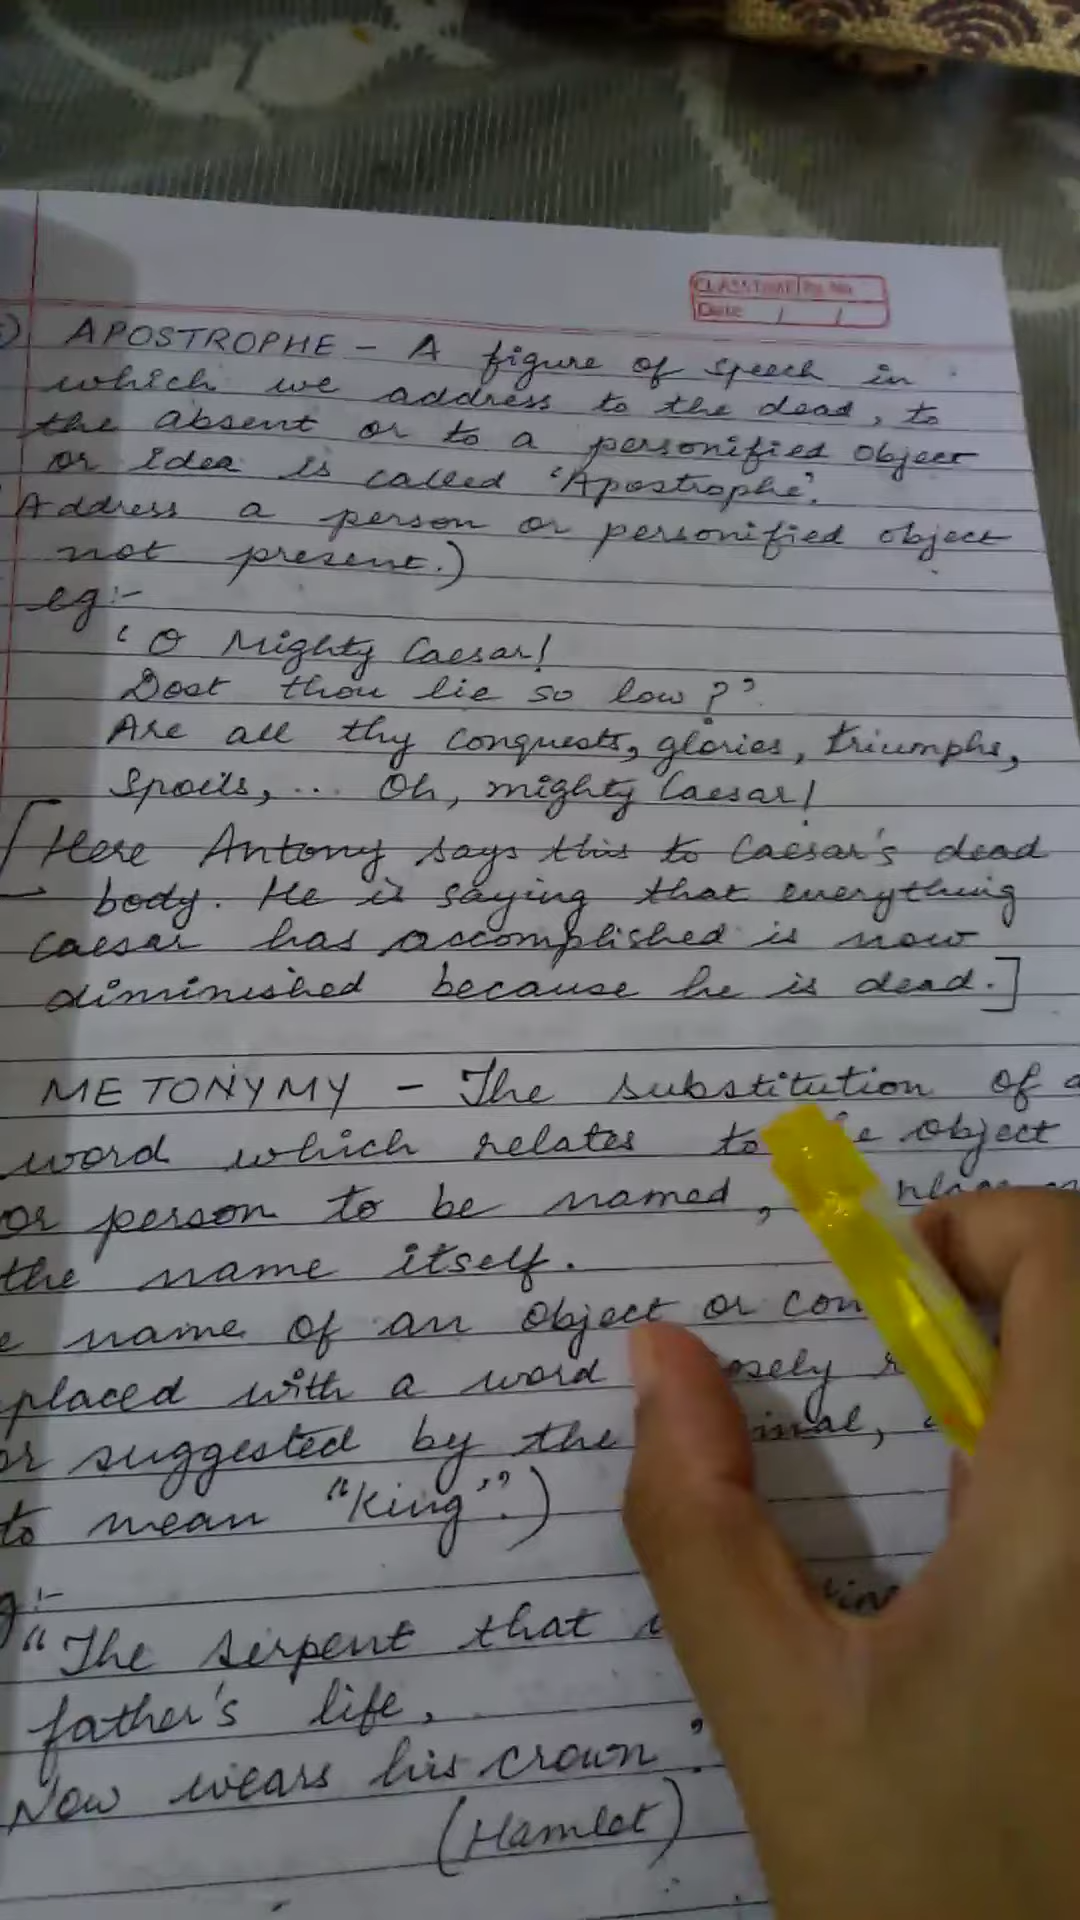 CLASSTIME
Date / /
APOSTROPHE - A figure of speech in
which we address to the dead, to
the absent or to a personified object
or idea is called 'Apostrophe'.
Address a person or personified object
not present.)
eg:-
'O Mighty Caesar!
Dost thou lie so low?'
Are all thy conquests, glories, triumphs,
spoils, ... Oh, mighty Caesar!
[Here Antony says this to Caesar's dead
body. He is saying that everything
Caesar has accomplished is now
diminished because he is dead.]
METONYMY - The substitution of a
word which relates to object
or person to be named,
the name itself.
name of an object or
placed with a word
or suggested by the
to mean "King".)
"The serpent that
father's life,
Now wears his crown".
(Hamlet)